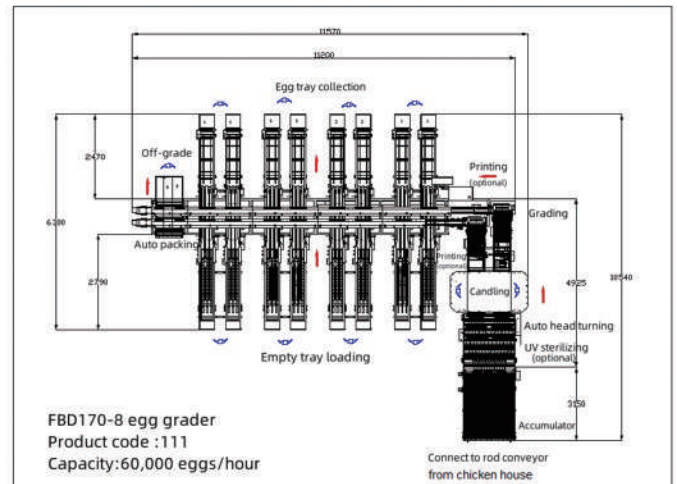 11570
11200
Egg tray collection
Off-grade
2470
Printing
(optional)
Grading
6380
Auto packing
Printing
(optional)
2790
Candling
4925
10540
Auto head turning
UV sterilizing
(optional)
Empty tray loading
3150
Accumulator
FBD170-8 egg grader
Product code :111
Capacity:60,000 eggs/hour
Connect to rod conveyor
from chicken house